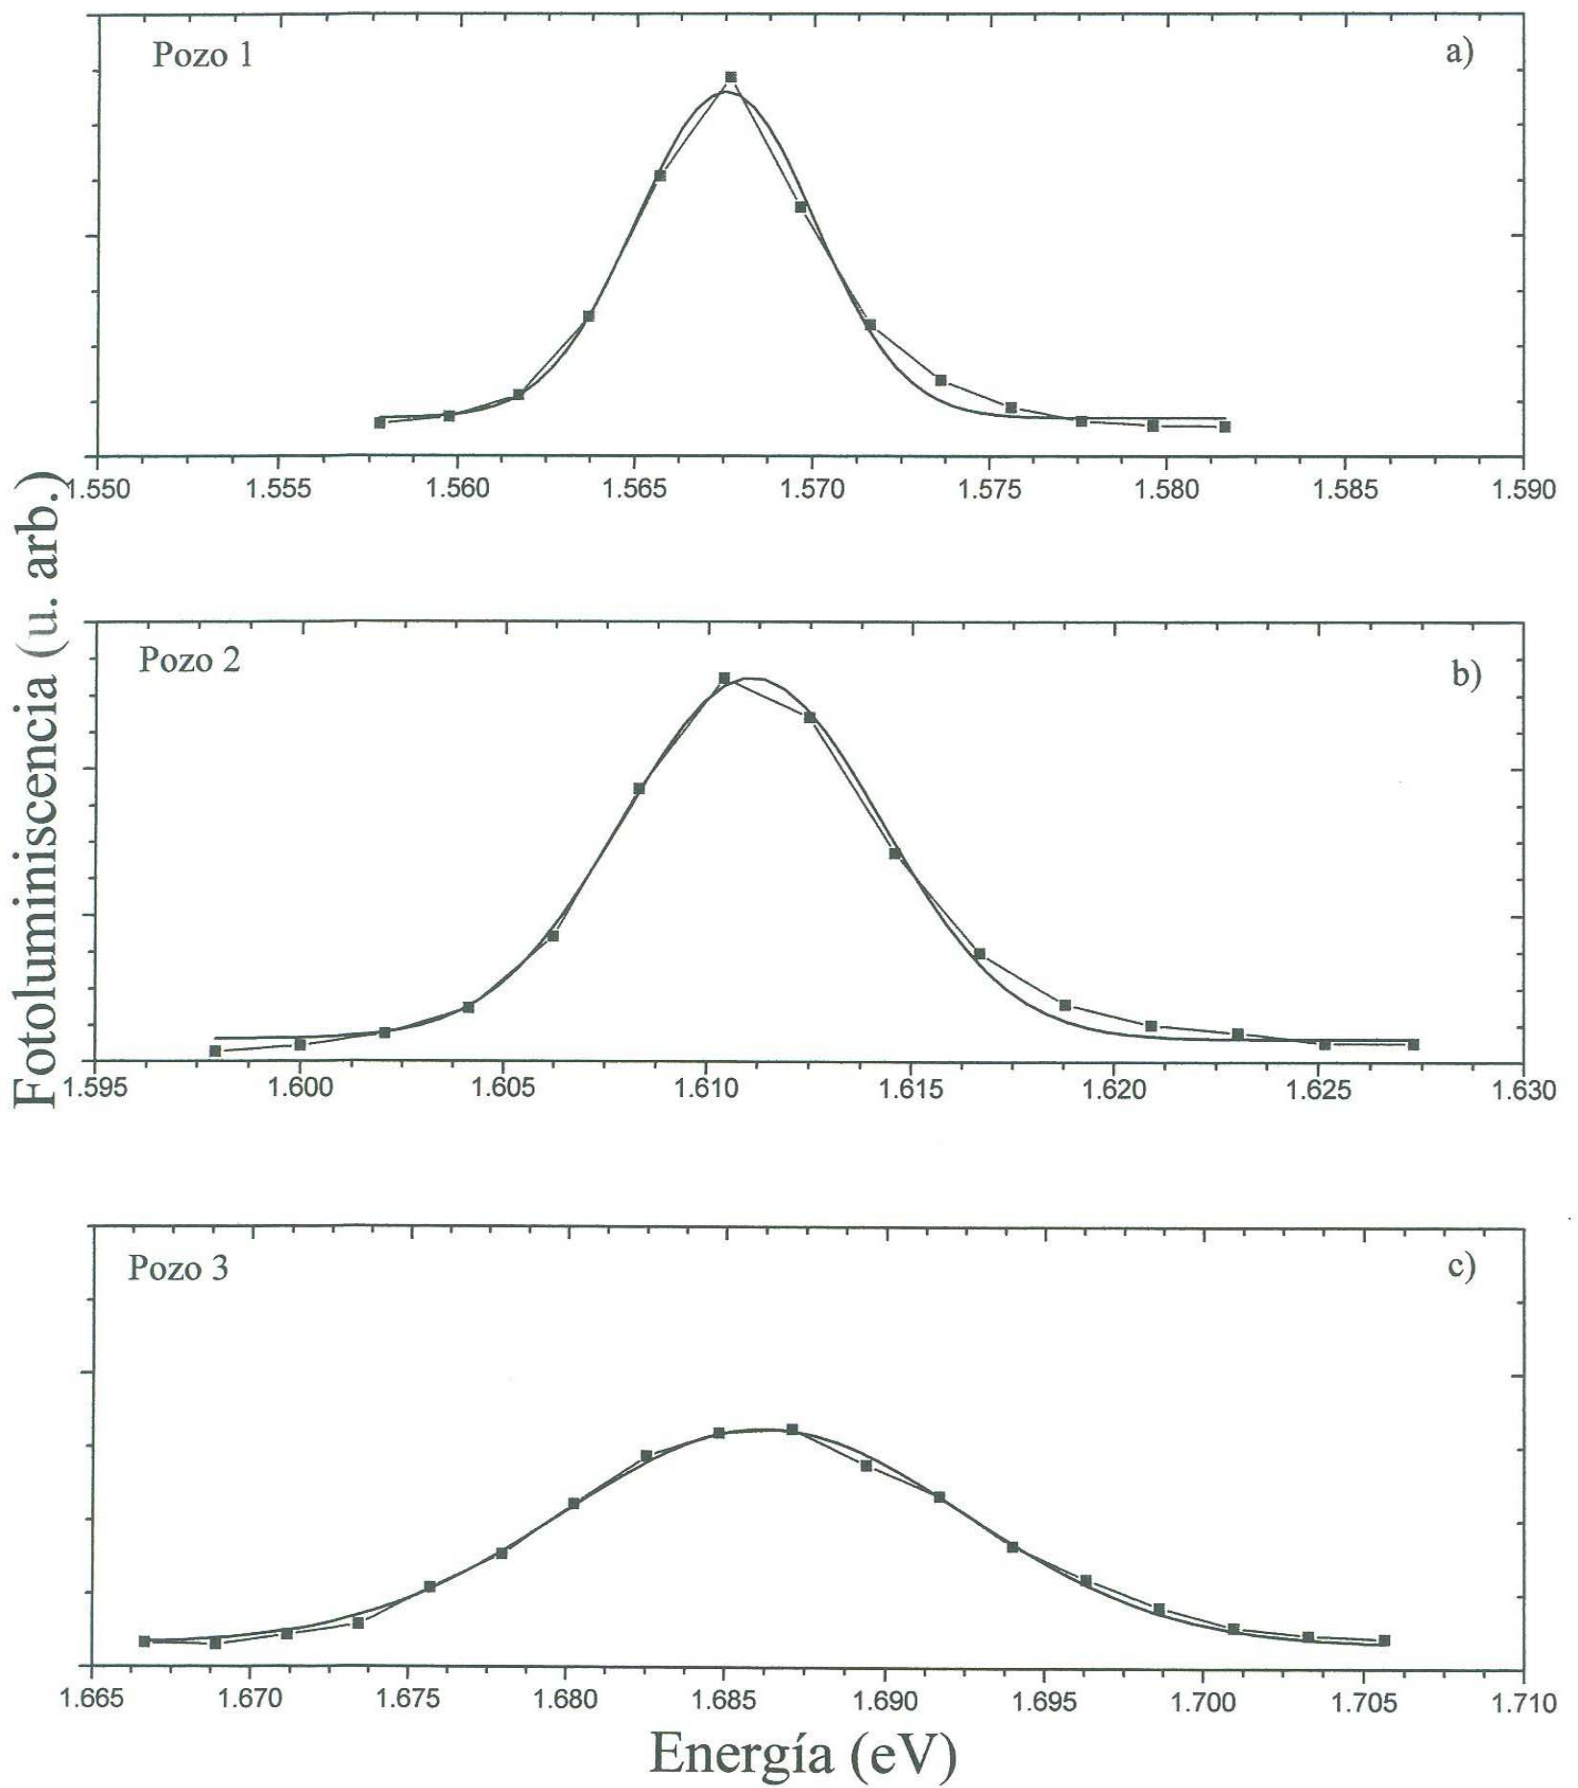 Pozo 1
a)
1.550 1.555 1.560 1.565 1.570 1.575 1.580 1.585 1.590
Fotoluminiscencia (u. arb.)
Pozo 2
b)
1.595 1.600 1.605 1.610 1.615 1.620 1.625 1.630
Pozo 3
c)
1.665 1.670 1.675 1.680 1.685 1.690 1.695 1.700 1.705 1.710
Energía (eV)